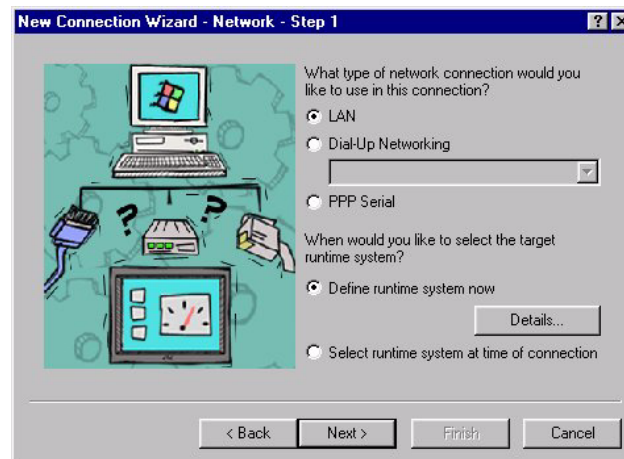 New Connection Wizard - Network - Step 1
What type of network connection would you
like to use in this connection?
LAN
Dial-Up Networking
PPP Serial
When would you like to select the target
runtime system?
Define runtime system now
Details...
Select runtime system at time of connection
< Back
Next >
Finish
Cancel